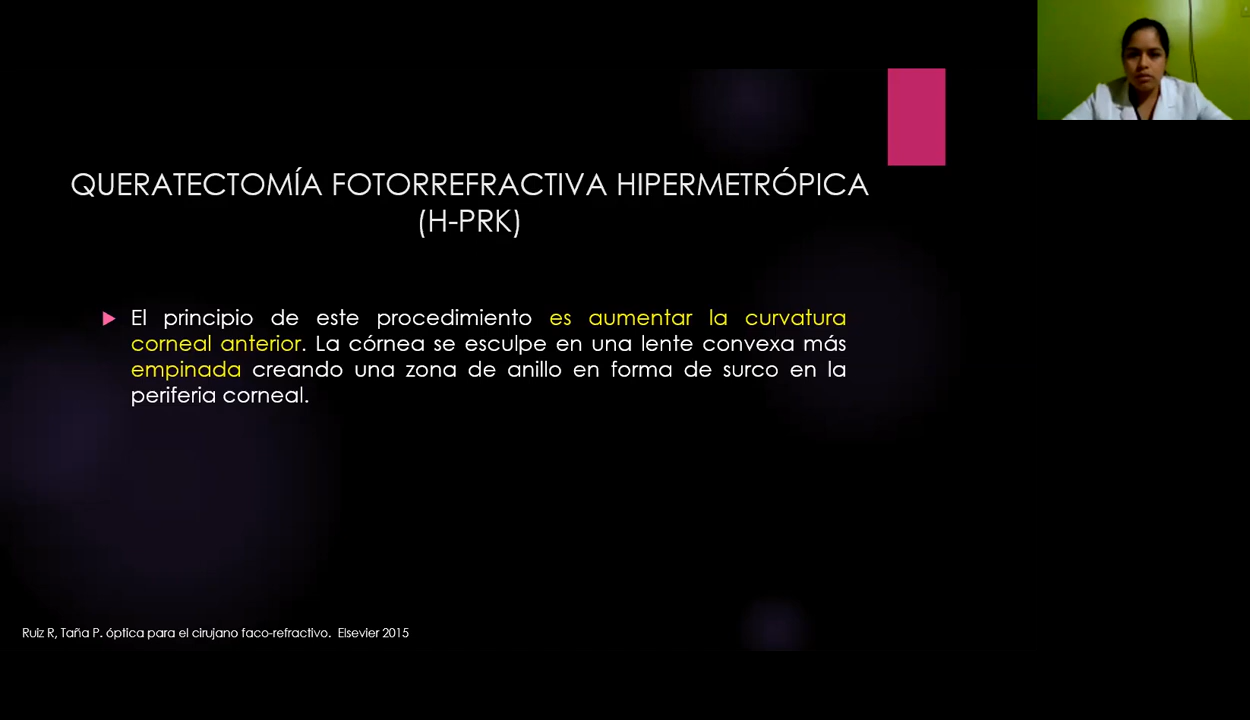 QUERATECTOMÍA FOTORREFRACTIVA HIPERMETRÓPICA
(H-PRK)
El principio de este procedimiento es aumentar la curvatura
corneal anterior. La córnea se esculpe en una lente convexa más
empinada creando una zona de anillo en forma de surco en la
periferia corneal.
Ruiz R, Taña P. óptica para el cirujano faco-refractivo. Elsevier 2015